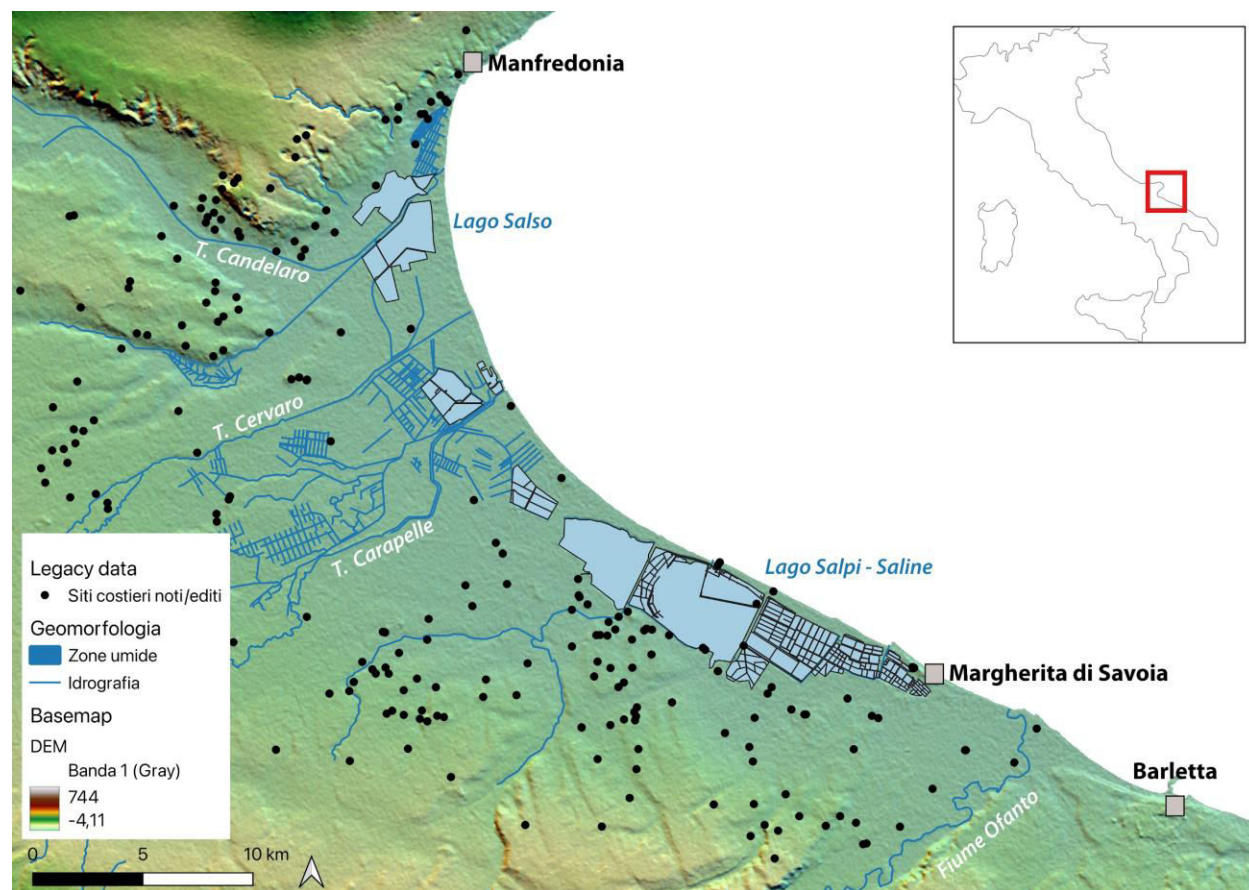 Manfredonia
Lago Salso
T. Candelaro
T. Cervaro
T. Carapelle
Lago Salpi - Saline
Margherita di Savoia
Barletta
Fiume Ofanto
Legacy data
Siti costieri noti/editi
Geomorfologia
Zone umide
Idrografia
Basemap
DEM
Banda 1 (Gray)
744
-4,11
0 5 10 km